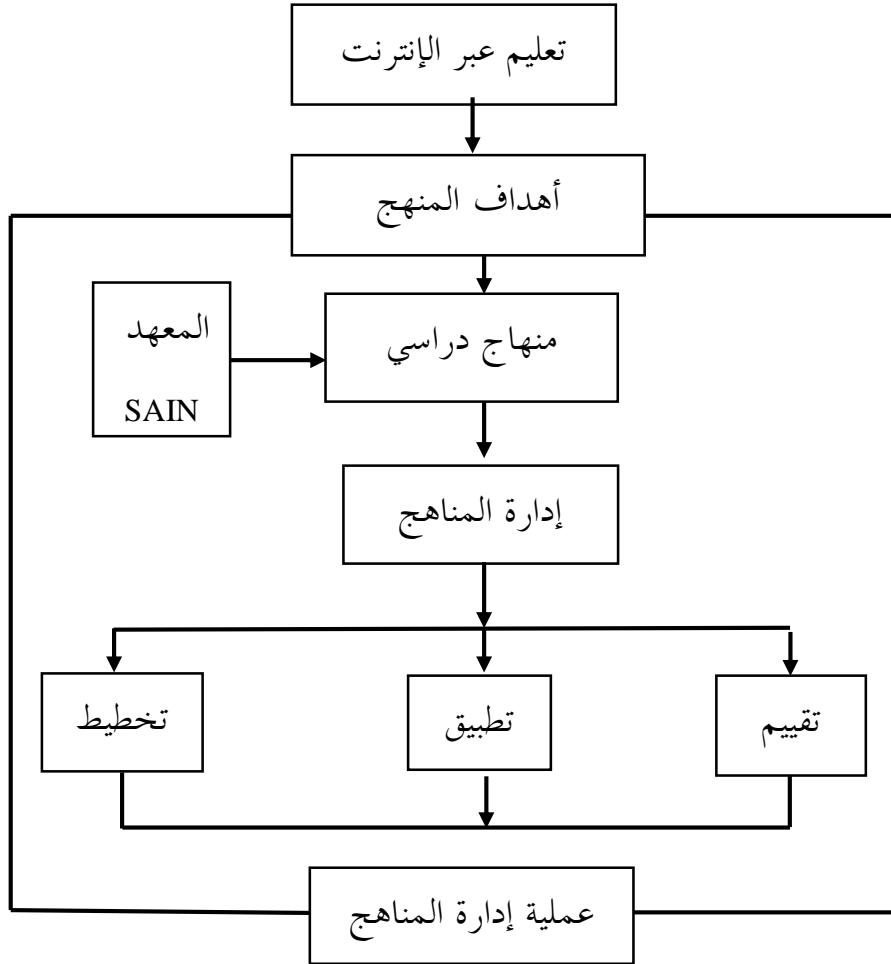 تعليم عبر الإنترنت
أهداف المنهج
منهاج دراسي
المعهد
SAIN
إدارة المناهج
تقييم
تطبيق
تخطيط
عملية إدارة المناهج